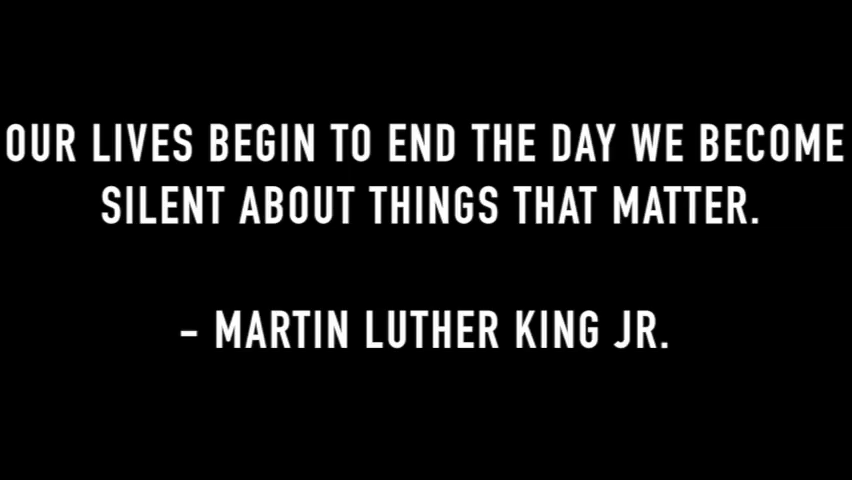 OUR LIVES BEGIN TO END THE DAY WE BECOME
SILENT ABOUT THINGS THAT MATTER.
- MARTIN LUTHER KING JR.